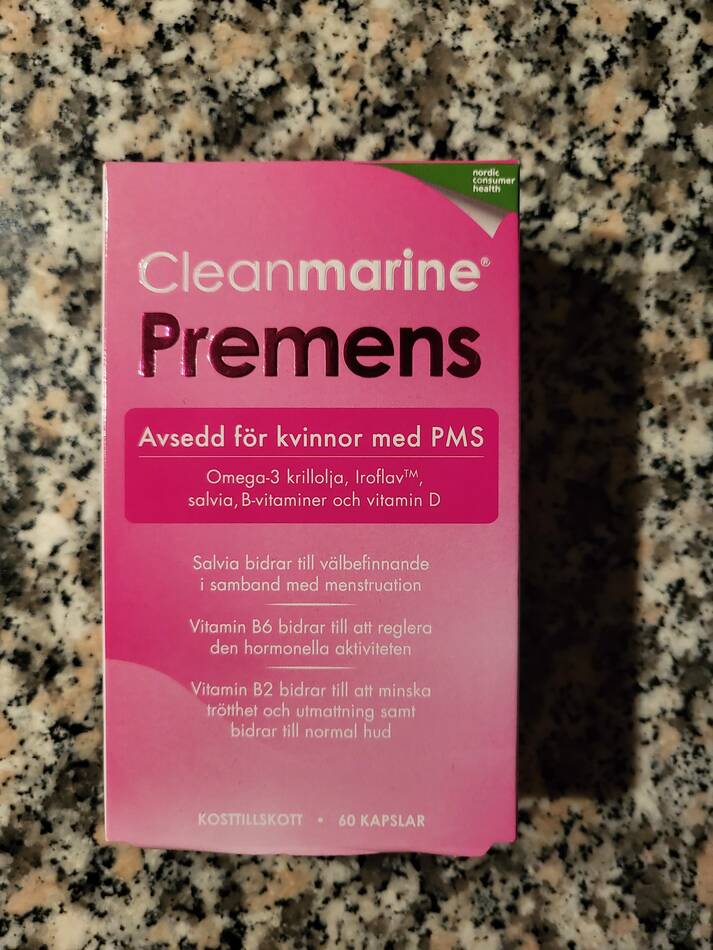 nordic
consumer
health
Cleanmarine®
Premens
Avsedd för kvinnor med PMS
Omega-3 krillolja, Iroflav™,
salvia, B-vitaminer och vitamin D
Salvia bidrar till välbefinnande
i samband med menstruation
Vitamin B6 bidrar till att reglera
den hormonella aktiviteten
Vitamin B2 bidrar till att minska
trötthet och utmattning samt
bidrar till normal hud
KOSTTILLSKOTT • 60 KAPSLAR